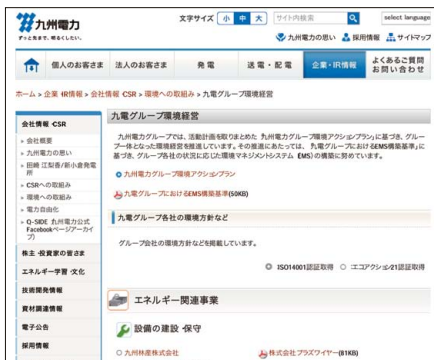 九州電力
ずっと先まで、明るくしたい。
文字サイズ 小 中 大 サイト内検索 select language
九州電力の思い 採用情報 サイトマップ
個人のお客さま 法人のお客さま 発電 送電・配電 企業・IR情報 よくあるご質問 お問い合わせ
ホーム > 企業・IR情報 > 会社情報・CSR > 環境への取組み > 九電グループ環境経営
会社情報・CSR
会社概要
九州電力の思い
田﨑 江梨香/新小倉発電所
CSRへの取組み
環境への取組み
電力自由化
Q-SIDE 九州電力公式Facebookページアーカイブ)
株主・投資家の皆さま
エネルギー学習・文化
技術開発情報
資材調達情報
電子公告
採用情報
九電グループ環境経営
九州電力グループでは、活動計画を取りまとめた「九州電力グループ環境アクション・プラン」に基づき、グルー
プ一体となった環境経営を推進しています。その推進にあたっては、「九電グループにおけるEMS構築基準」に
基づき、グループ各社の状況に応じた環境マネジメントシステム(EMS)の構築に努めています。
九州電力グループ環境アクション・プラン
九電グループにおけるEMS構築基準(50KB)
九電グループ各社の環境方針など
グループ会社の環境方針などを掲載しています。
◎:ISO14001認証取得 ○:エコアクション21認証取得
エネルギー関連事業
設備の建設・保守
○ 九州林産株式会社
株式会社プラズワイヤー(81KB)